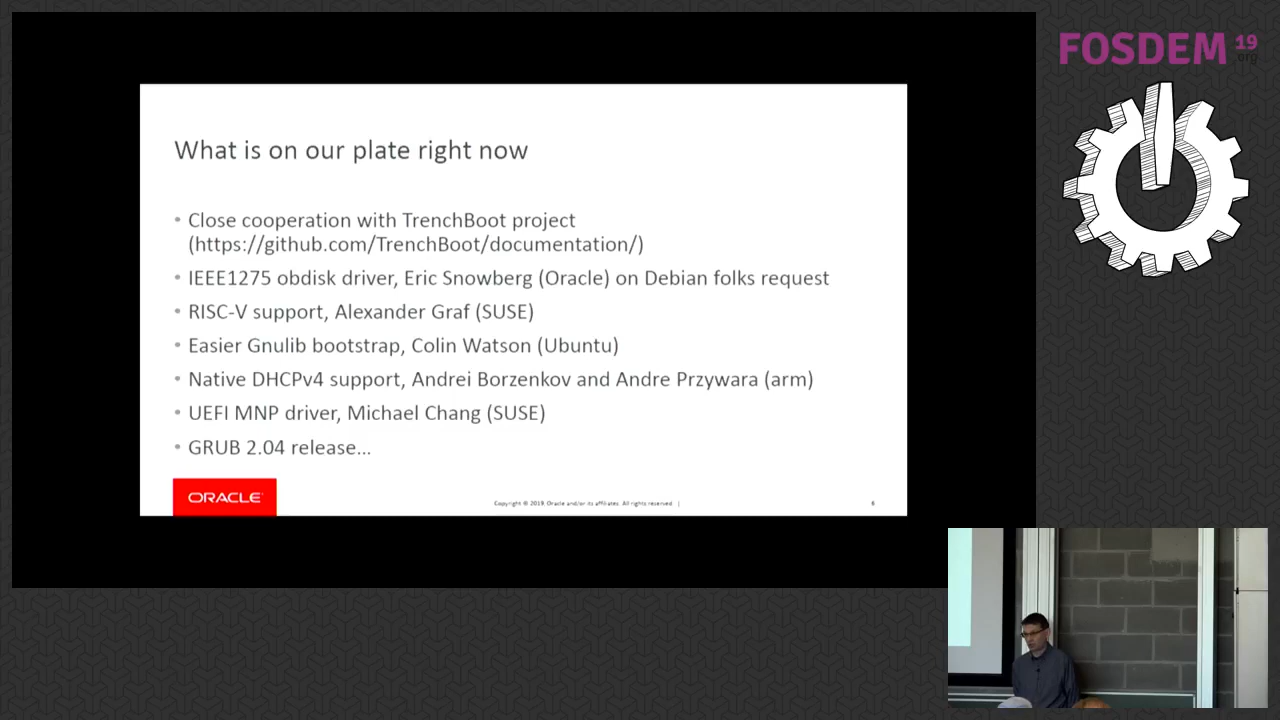 FOSDEM 19
.org
What is on our plate right now
• Close cooperation with TrenchBoot project
(https://github.com/TrenchBoot/documentation/)
• IEEE1275 obdisk driver, Eric Snowberg (Oracle) on Debian folks request
• RISC-V support, Alexander Graf (SUSE)
• Easier Gnulib bootstrap, Colin Watson (Ubuntu)
• Native DHCPv4 support, Andrei Borzenkov and Andre Przywara (arm)
• UEFI MNP driver, Michael Chang (SUSE)
• GRUB 2.04 release...
ORACLE
Copyright © 2019, Oracle and/or its affiliates. All rights reserved. |
6